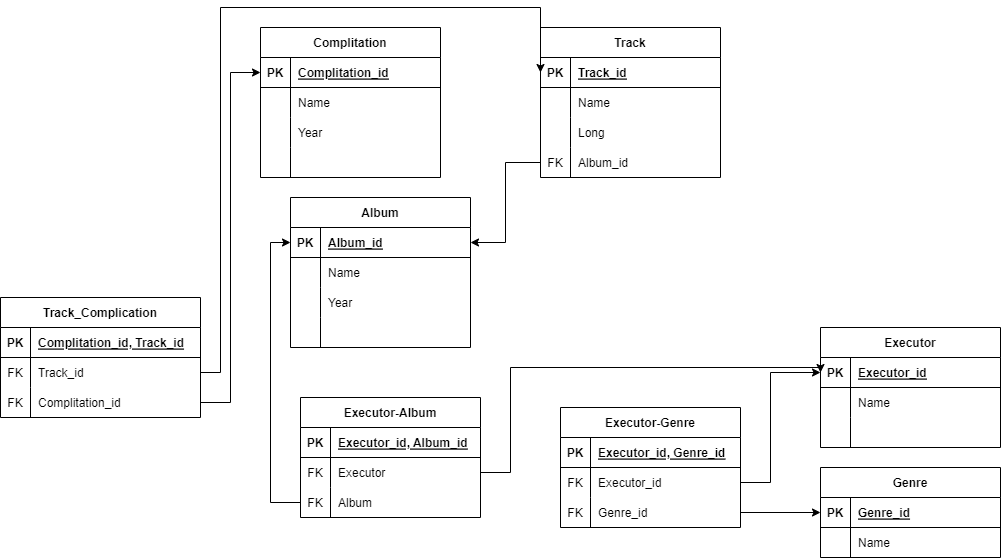 Complitation
PK Complitation_id
Name
Year
Track
PK Track_id
Name
Long
FK Album_id
Album
PK Album_id
Name
Year
Track_Complication
PK Complitation_id, Track_id
FK Track_id
FK Complitation_id
Executor
PK Executor_id
Name
Executor-Album
PK Executor_id, Album_id
FK Executor
FK Album
Executor-Genre
PK Executor_id, Genre_id
FK Executor_id
FK Genre_id
Genre
PK Genre_id
Name